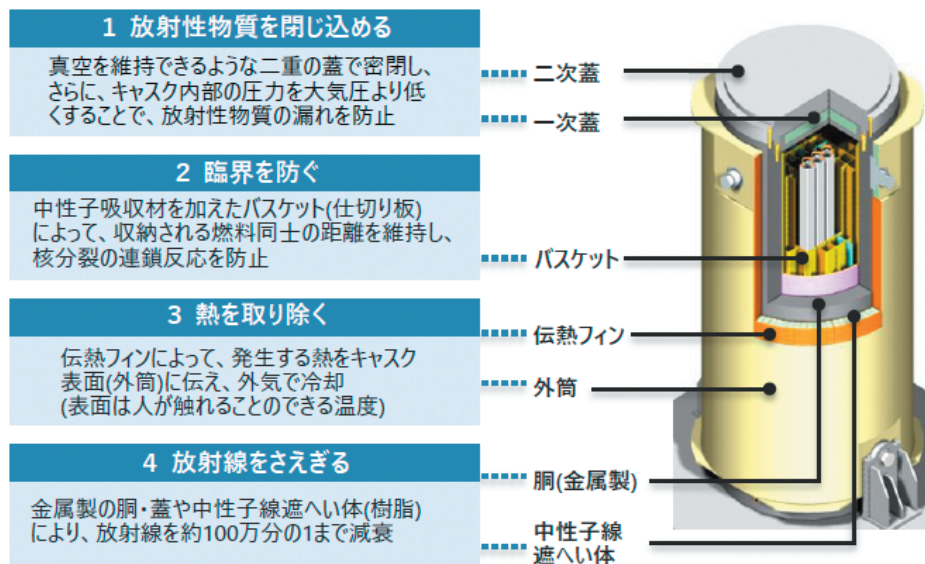 1 放射性物質を閉じ込める
真空を維持できるような二重の蓋で密閉し、
さらに、キャスク内部の圧力を大気圧より低
くすることで、放射性物質の漏れを防止
二次蓋
一次蓋
2 臨界を防ぐ
中性子吸収材を加えたバスケット(仕切り板)
によって、収納される燃料同士の距離を維持し、
核分裂の連鎖反応を防止
バスケット
3 熱を取り除く
伝熱フィンによって、発生する熱をキャスク
表面(外筒)に伝え、外気で冷却
(表面は人が触れることのできる温度)
伝熱フィン
外筒
4 放射線をさえぎる
金属製の胴・蓋や中性子線遮へい体(樹脂)
により、放射線を約100万分の1まで減衰
胴(金属製)
中性子線
遮へい体